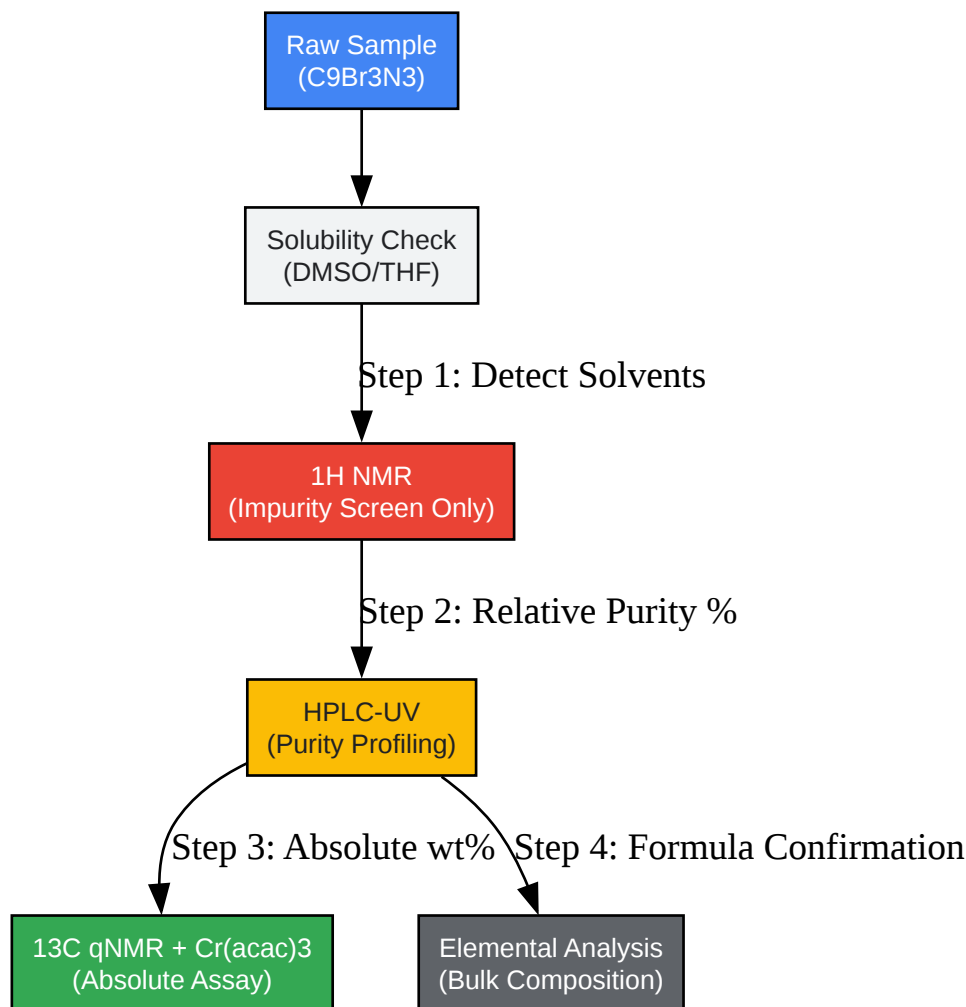 Raw Sample
(C9Br3N3)
Solubility Check
(DMSO/THF)
Step 1: Detect Solvents
1H NMR
(Impurity Screen Only)
Step 2: Relative Purity %
HPLC-UV
(Purity Profiling)
Step 3: Absolute wt%
Step 4: Formula Confirmation
13C qNMR + Cr(acac)3
(Absolute Assay)
Elemental Analysis
(Bulk Composition)